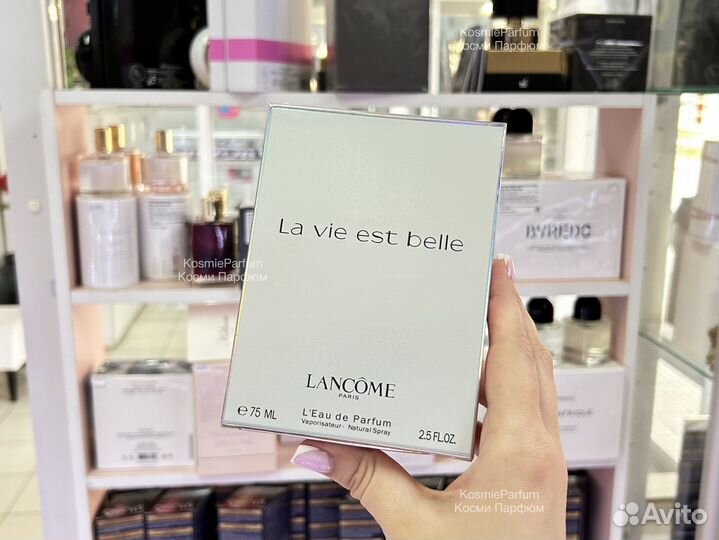 KosmieParfum
Косми Парфюм
La vie est belle
BYREDO
KosmieParfum
Косми Парфюм
LANCÔME
PARIS
e 75 ML
L'Eau de Parfum
Vaporisateur - Natural Spray
2.5 FL.OZ.
KosmieParfum
Косми Парфюм
Avito